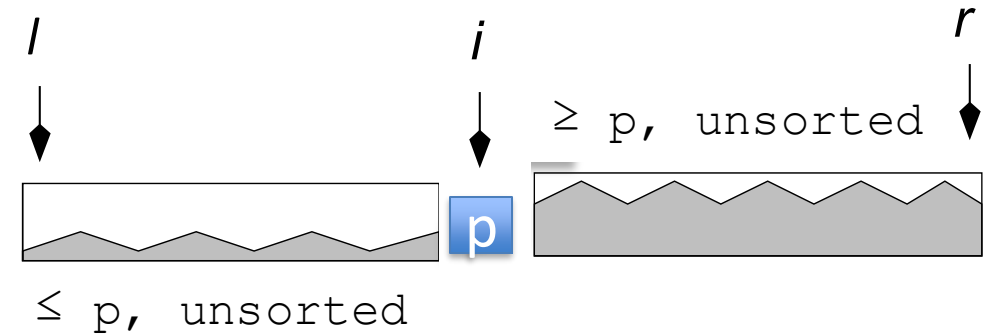 l
i
r
≥ p, unsorted
p
≤ p, unsorted